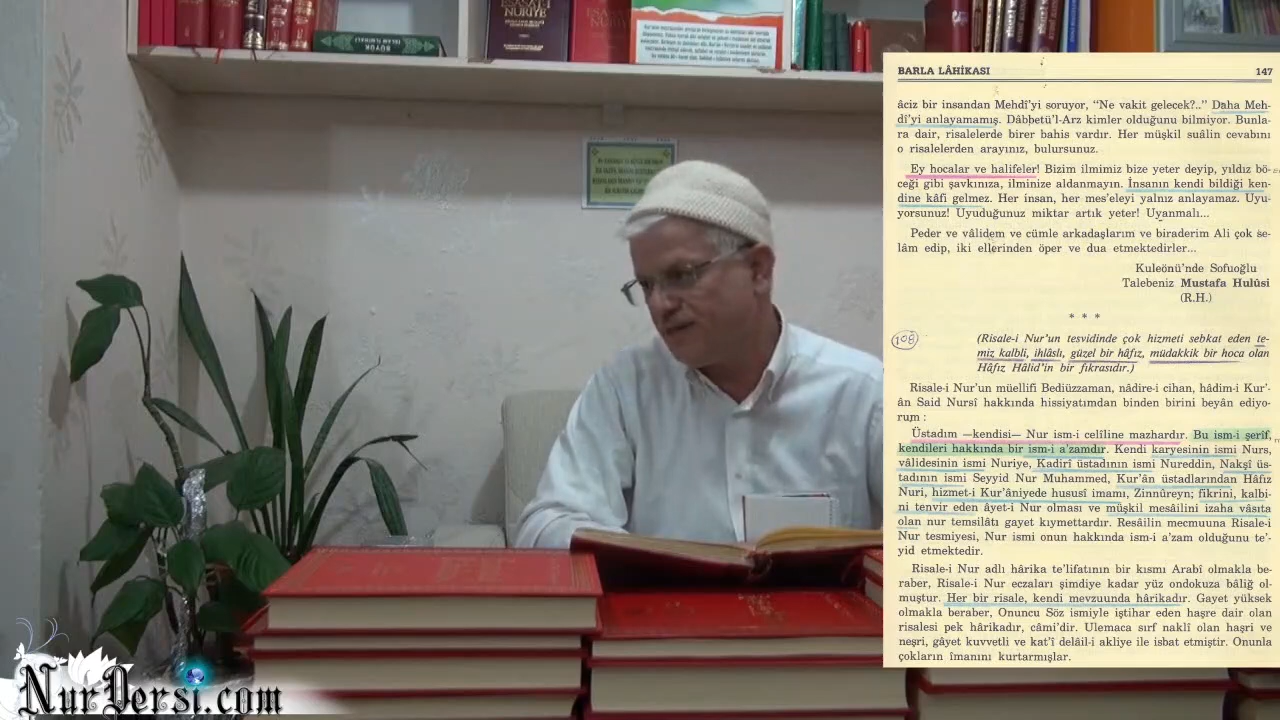 ESASAT-I
NURİYE
BÜYÜK
BARLA LÂHİKASI 147
âciz bir insandan Mehdî’yi soruyor, “Ne vakit gelecek?..” Daha Meh-
dî’yi anlayamamış. Dâbbetü’l-Arz kimler olduğunu bilmiyor. Bunla-
ra dair, risalelerde birer bahis vardır. Her müşkil suâlin cevabını
o risalelerden arayınız, bulursunuz.
Ey hocalar ve halifeler! Bizim ilmimiz bize yeter deyip, yıldız bö-
ceği gibi şavkınıza, ilminize aldanmayın. İnsanın kendi bildiği ken-
dine kâfi gelmez. Her insan, her mes’eleyi yalnız anlayamaz. Uyu-
yorsunuz! Uyuduğunuz miktar artık yeter! Uyanmalı...
Peder ve vâlidem ve cümle arkadaşlarım ve biraderim Ali çok se-
lâm edip, iki ellerinden öper ve dua etmektedirler...
Kuleönü’nde Sofuoğlu
Talebeniz Mustafa Hulûsi
(R.H.)
* * *
108
(Risale-i Nur’un tesvidinde çok hizmeti sebkat eden te-
miz kalbli, ihlâslı, güzel bir hâfız, müdakkik bir hoca olan
Hâfız Hâlid’in bir fıkrasıdır.)
Risale-i Nur’un müellifi Bediüzzaman, nâdire-i cihan, hâdim-i Kur’-
ân Said Nursî hakkında hissiyatımdan binden birini beyân ediyo-
rum :
Üstadım —kendisi— Nur ism-i celîline mazhardır. Bu ism-i şerîf,
kendileri hakkında bir ism-i a’zamdır. Kendi karyesinin ismi Nurs,
vâlidesinin ismi Nuriye, Kadirî üstadının ismi Nureddin, Nakşî üs-
tadının ismi Seyyid Nur Muhammed, Kur’ân üstadlarından Hâfız
Nuri, hizmet-i Kur’âniyede hususî imamı, Zinnûreyn; fikrini, kalbi-
ni tenvir eden âyet-i Nur olması ve müşkil mesâilini izaha vâsıta
olan nur temsilâtı gayet kıymettardır. Resâilin mecmuuna Risale-i
Nur tesmiyesi, Nur ismi onun hakkında ism-i a’zam olduğunu te’-
yid etmektedir.
Risale-i Nur adlı hârika te’lifatının bir kısmı Arabî olmakla be-
raber, Risale-i Nur eczaları şimdiye kadar yüz ondokuza bâliğ ol-
muştur. Her bir risale, kendi mevzuunda hârikadır. Gayet yüksek
olmakla beraber, Onuncu Söz ismiyle iştihar eden haşre dair olan
risalesi pek hârikadır, câmi’dir. Ulemaca sırf naklî olan haşri ve
neşri, gâyet kuvvetli ve kat’î delâil-i akliye ile isbat etmiştir. Onunla
çokların îmanını kurtarmışlar.
NurDersi.com